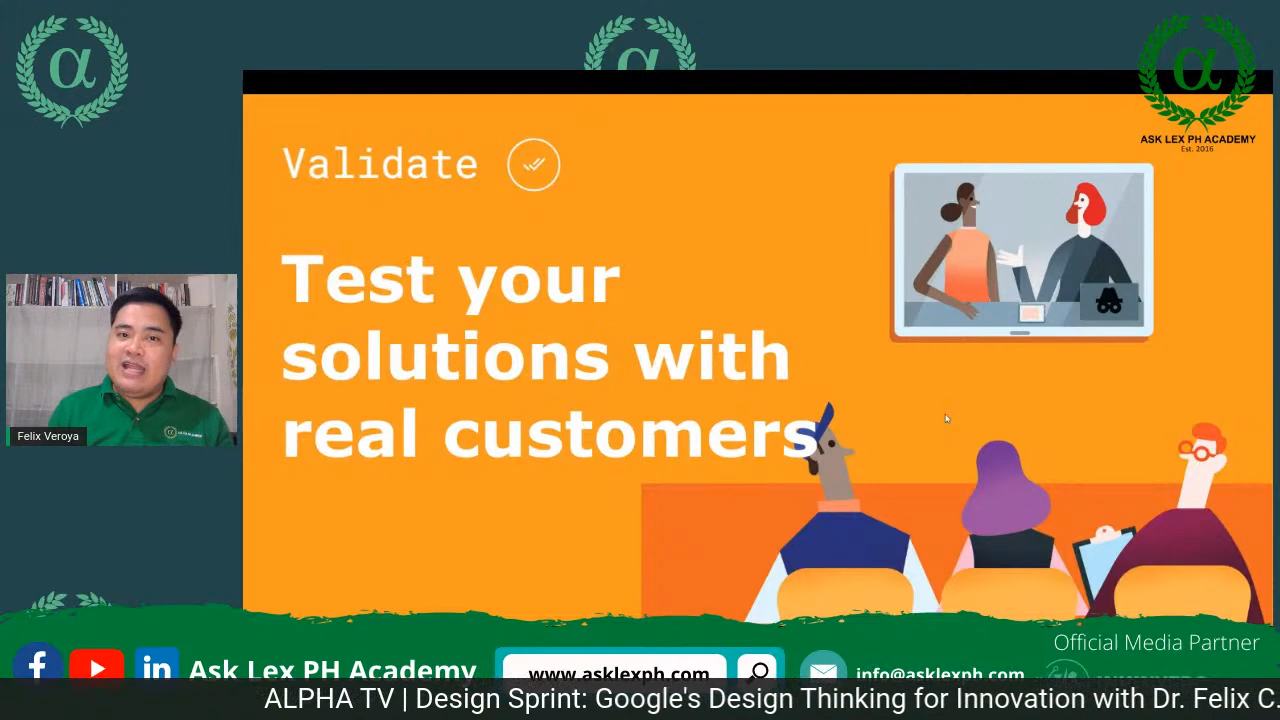 α
α
ASK LEX PH ACADEMY
Est. 2016
Validate
Test your
solutions with
real customers
Felix Veroya
Official Media Partner
f
in
Ask Lex PH Academy
www.asklexph.com
info@asklexph.com
ALPHA TV | Design Sprint: Google's Design Thinking for Innovation with Dr. Felix C.